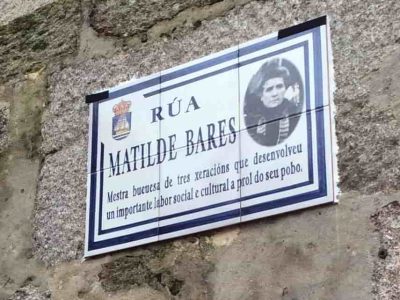 RÚA
MATILDE BARES
Mestra bueuesa de tres xeracións que desenvolveu
un importante labor social e cultural a prol do seu pobo.